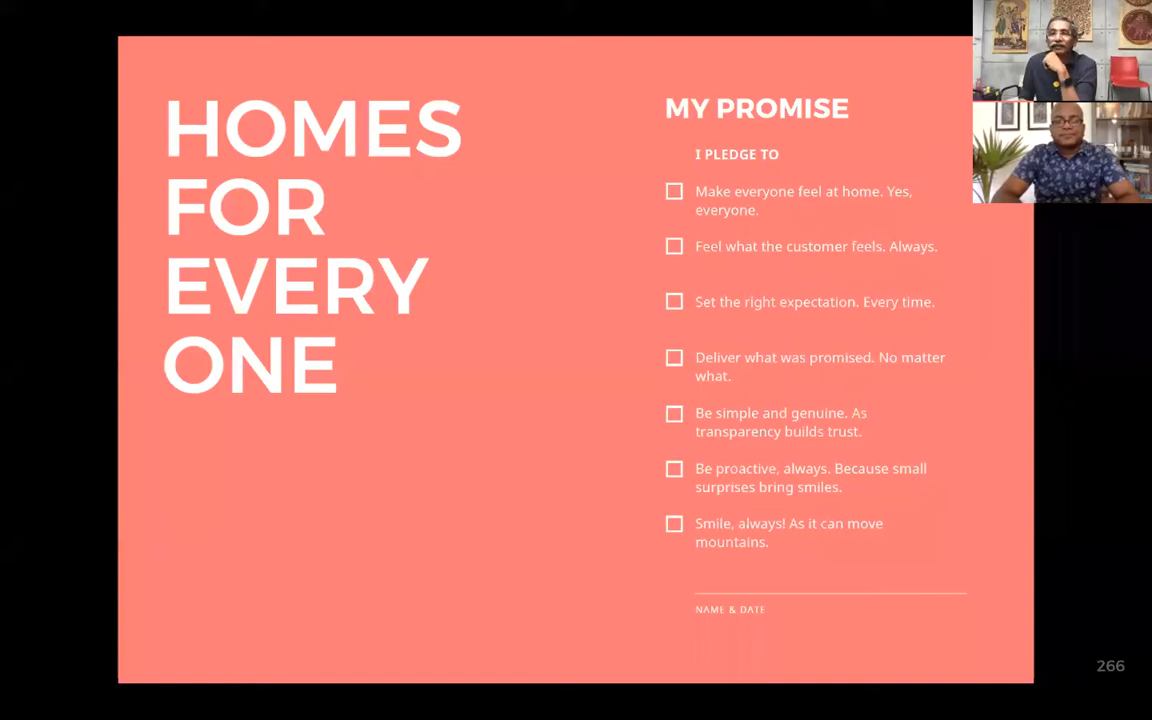 HOMES
FOR
EVERY
ONE
MY PROMISE
I PLEDGE TO
Make everyone feel at home. Yes,
everyone.
Feel what the customer feels. Always.
Set the right expectation. Every time.
Deliver what was promised. No matter
what.
Be simple and genuine. As
transparency builds trust.
Be proactive, always. Because small
surprises bring smiles.
Smile, always! As it can move
mountains.
NAME & DATE
266